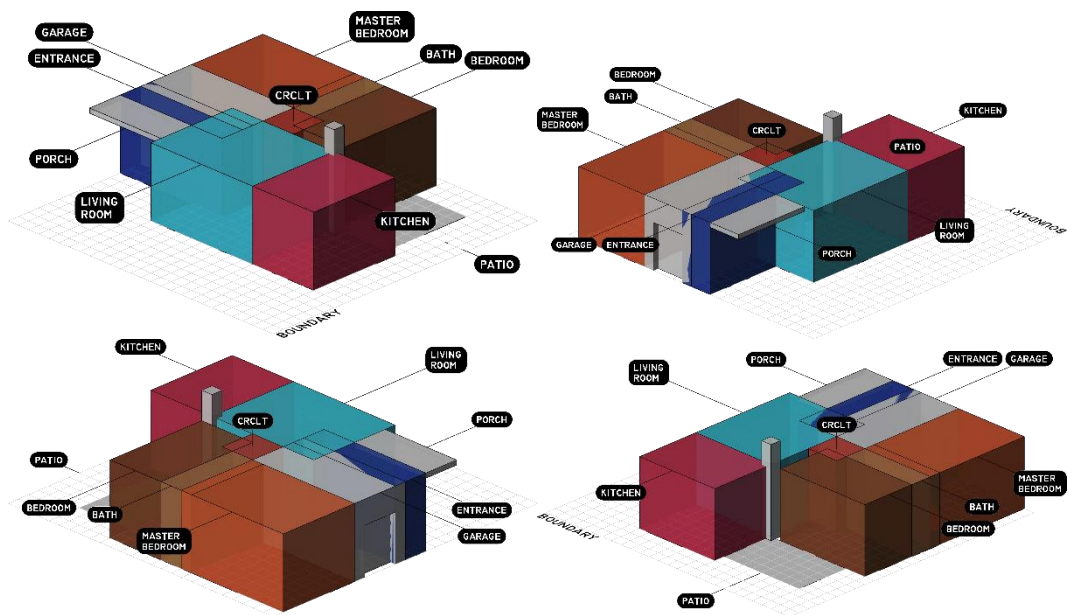 MASTER
BEDROOM
GARAGE
ENTRANCE
BATH
BEDROOM
CRCLT
PORCH
LIVING
ROOM
KITCHEN
PATIO
BOUNDARY
BEDROOM
BATH
MASTER
BEDROOM
CRCLT
KITCHEN
PATIO
BOUNDARY
LIVING
ROOM
GARAGE
ENTRANCE
PORCH
KITCHEN
LIVING
ROOM
CRCLT
PORCH
PATIO
BEDROOM
BATH
MASTER
BEDROOM
ENTRANCE
GARAGE
PORCH
ENTRANCE
GARAGE
LIVING
ROOM
CRCLT
KITCHEN
MASTER
BEDROOM
BATH
BEDROOM
BOUNDARY
PATIO